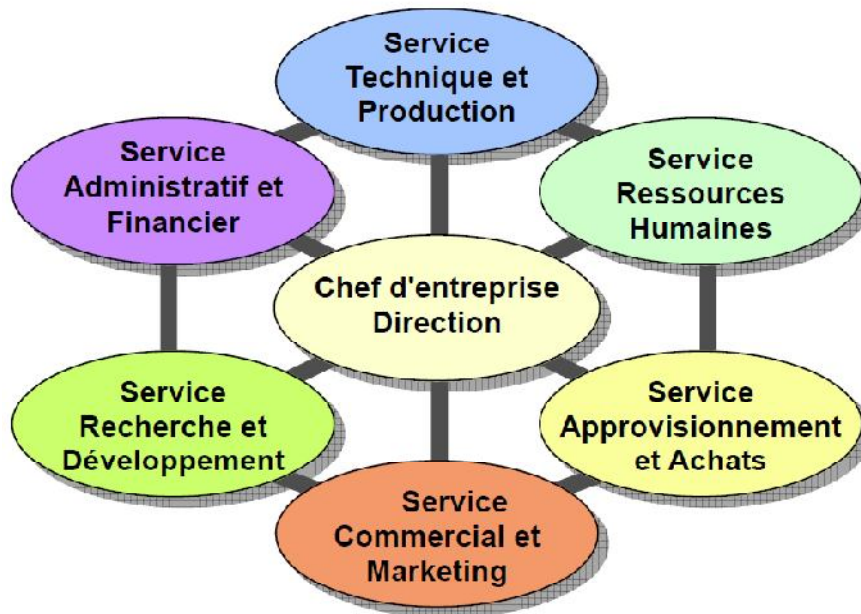 Service
Technique et
Production
Service
Administratif et
Financier
Service
Ressources
Humaines
Chef d'entreprise
Direction
Service
Recherche et
Développement
Service
Approvisionnement
et Achats
Service
Commercial et
Marketing